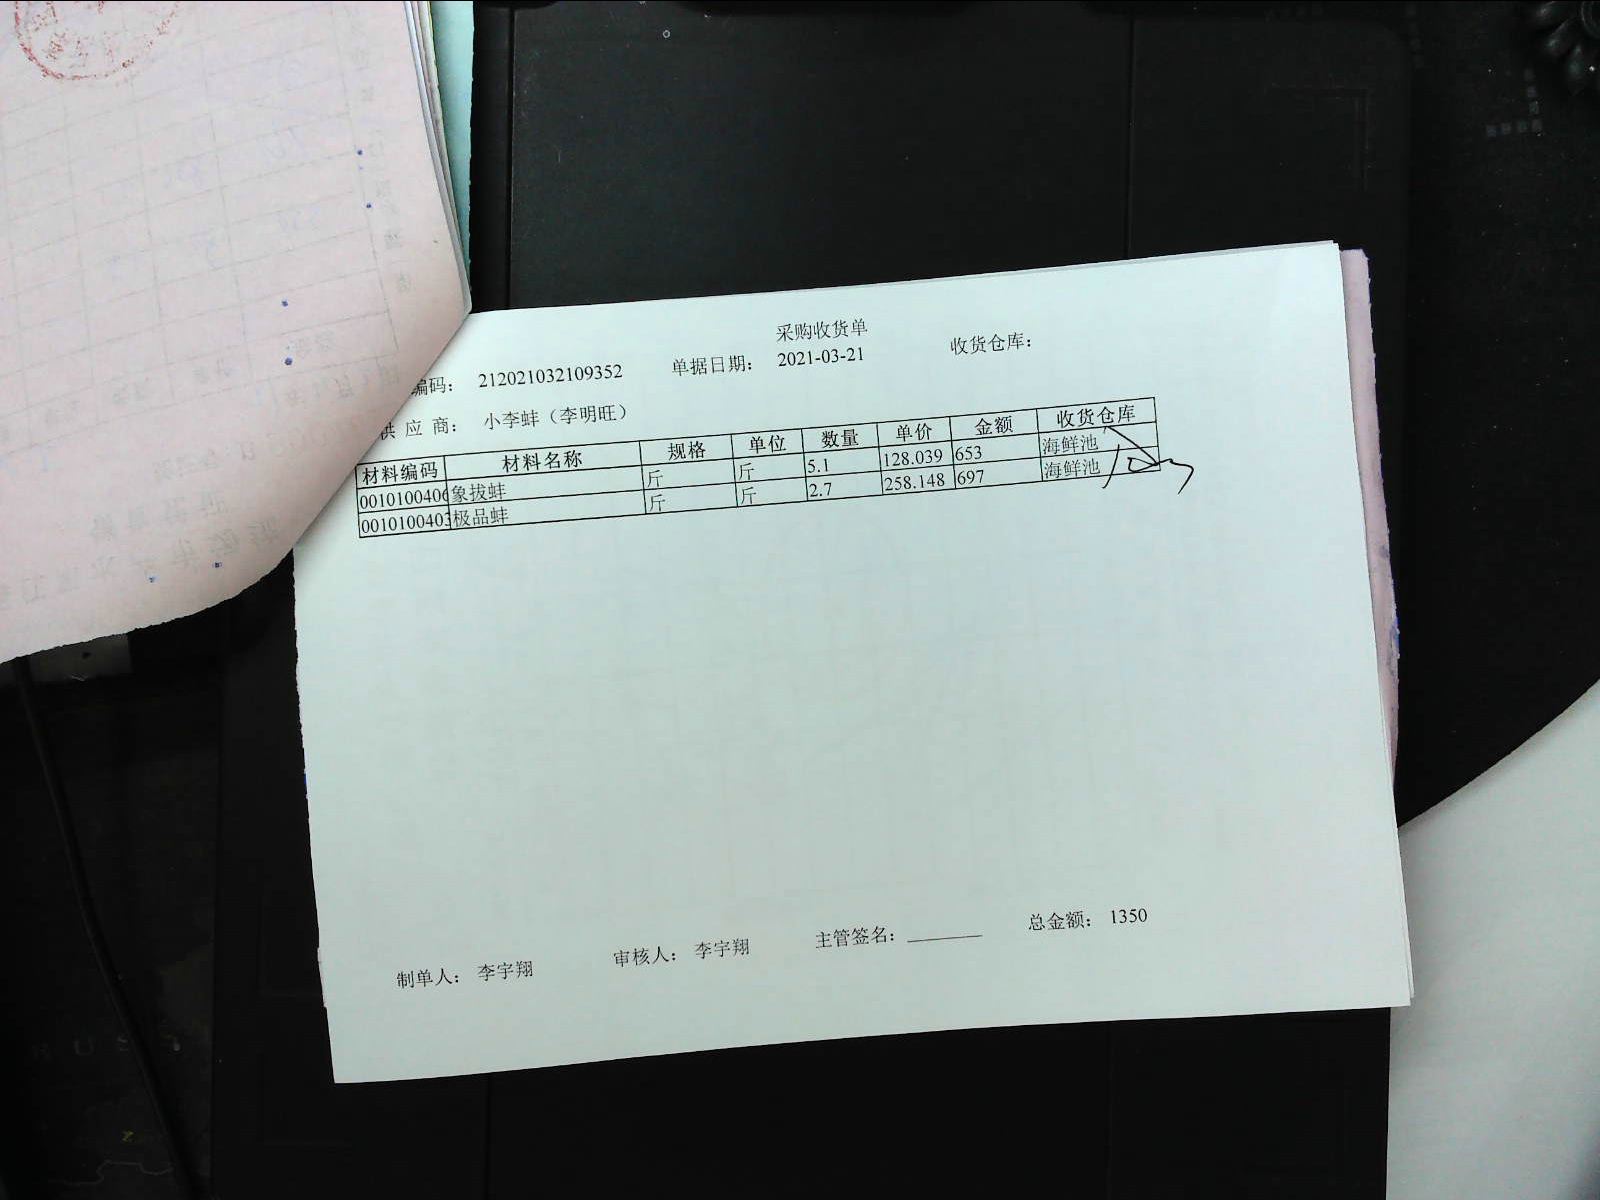 采购收货单
编码： 212021032109352 单据日期： 2021-03-21 收货仓库：
供 应 商： 小李蚌（李明旺）
材料编码 材料名称 规格 单位 数量 单价 金额 收货仓库
0010100406 象拔蚌 斤 斤 5.1 128.039 653 海鲜池
0010100403 极品蚌 斤 斤 2.7 258.148 697 海鲜池
制单人： 李宇翔 审核人： 李宇翔 主管签名： 总金额： 1350